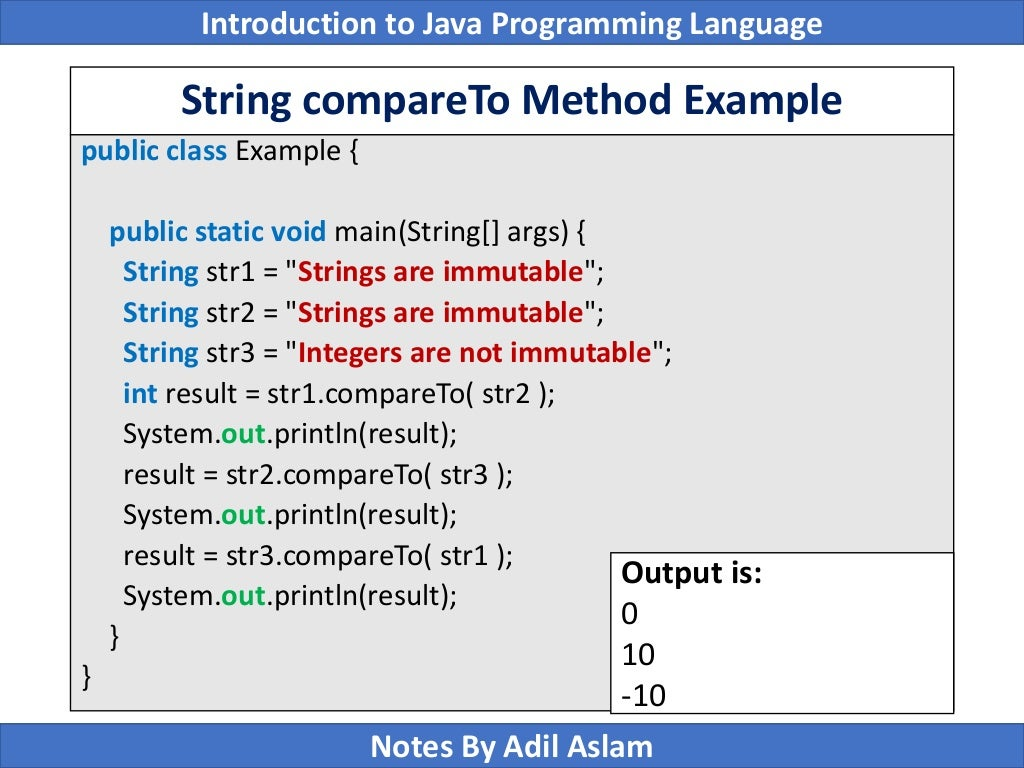 Introduction to Java Programming Language
String compareTo Method Example
public class Example {
public static void main(String[] args) {
String str1 = "Strings are immutable";
String str2 = "Strings are immutable";
String str3 = "Integers are not immutable";
int result = str1.compareTo( str2 );
System.out.println(result);
result = str2.compareTo( str3 );
System.out.println(result);
result = str3.compareTo( str1 );
System.out.println(result);
}
}
Output is:
0
10
-10
Notes By Adil Aslam